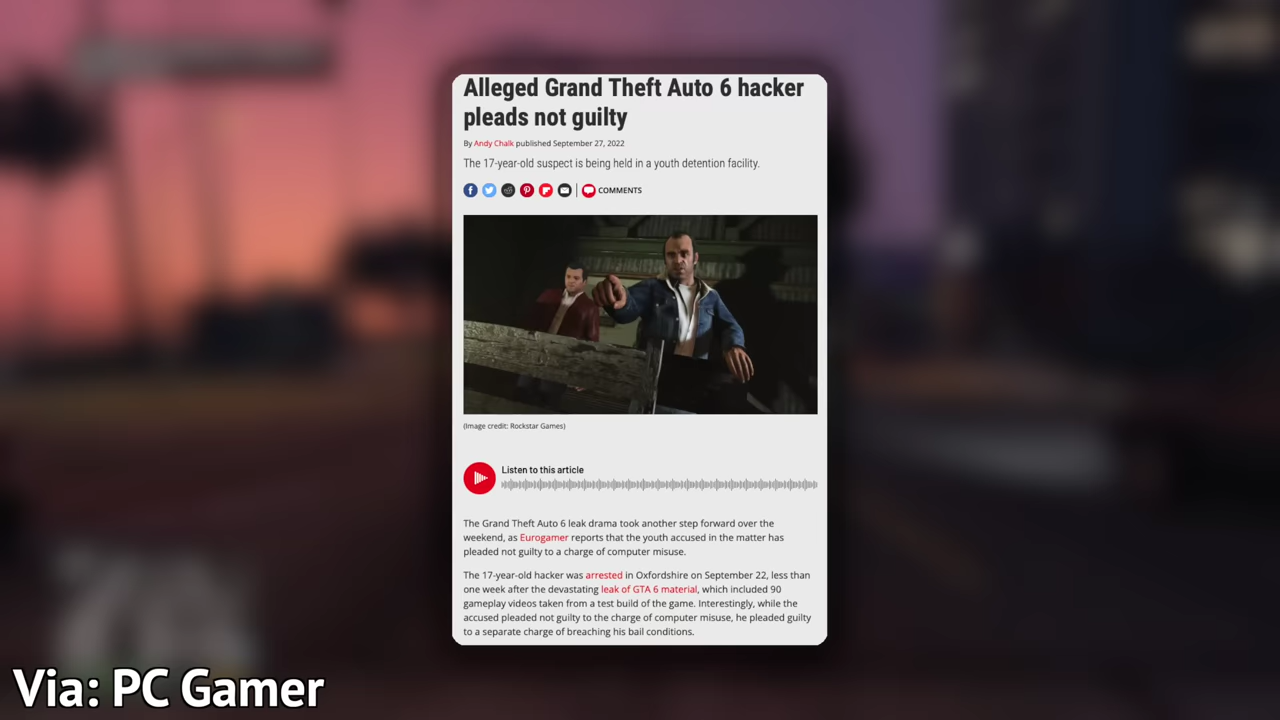 Alleged Grand Theft Auto 6 hacker
pleads not guilty
By Andy Chalk published September 27, 2022
The 17-year-old suspect is being held in a youth detention facility.
COMMENTS
(Image credit: Rockstar Games)
Listen to this article
The Grand Theft Auto 6 leak drama took another step forward over the
weekend, as Eurogamer reports that the youth accused in the matter has
pleaded not guilty to a charge of computer misuse.
The 17-year-old hacker was arrested in Oxfordshire on September 22, less than
one week after the devastating leak of GTA 6 material, which included 90
gameplay videos taken from a test build of the game. Interestingly, while the
accused pleaded not guilty to the charge of computer misuse, he pleaded guilty
to a separate charge of breaching his bail conditions.
Via: PC Gamer